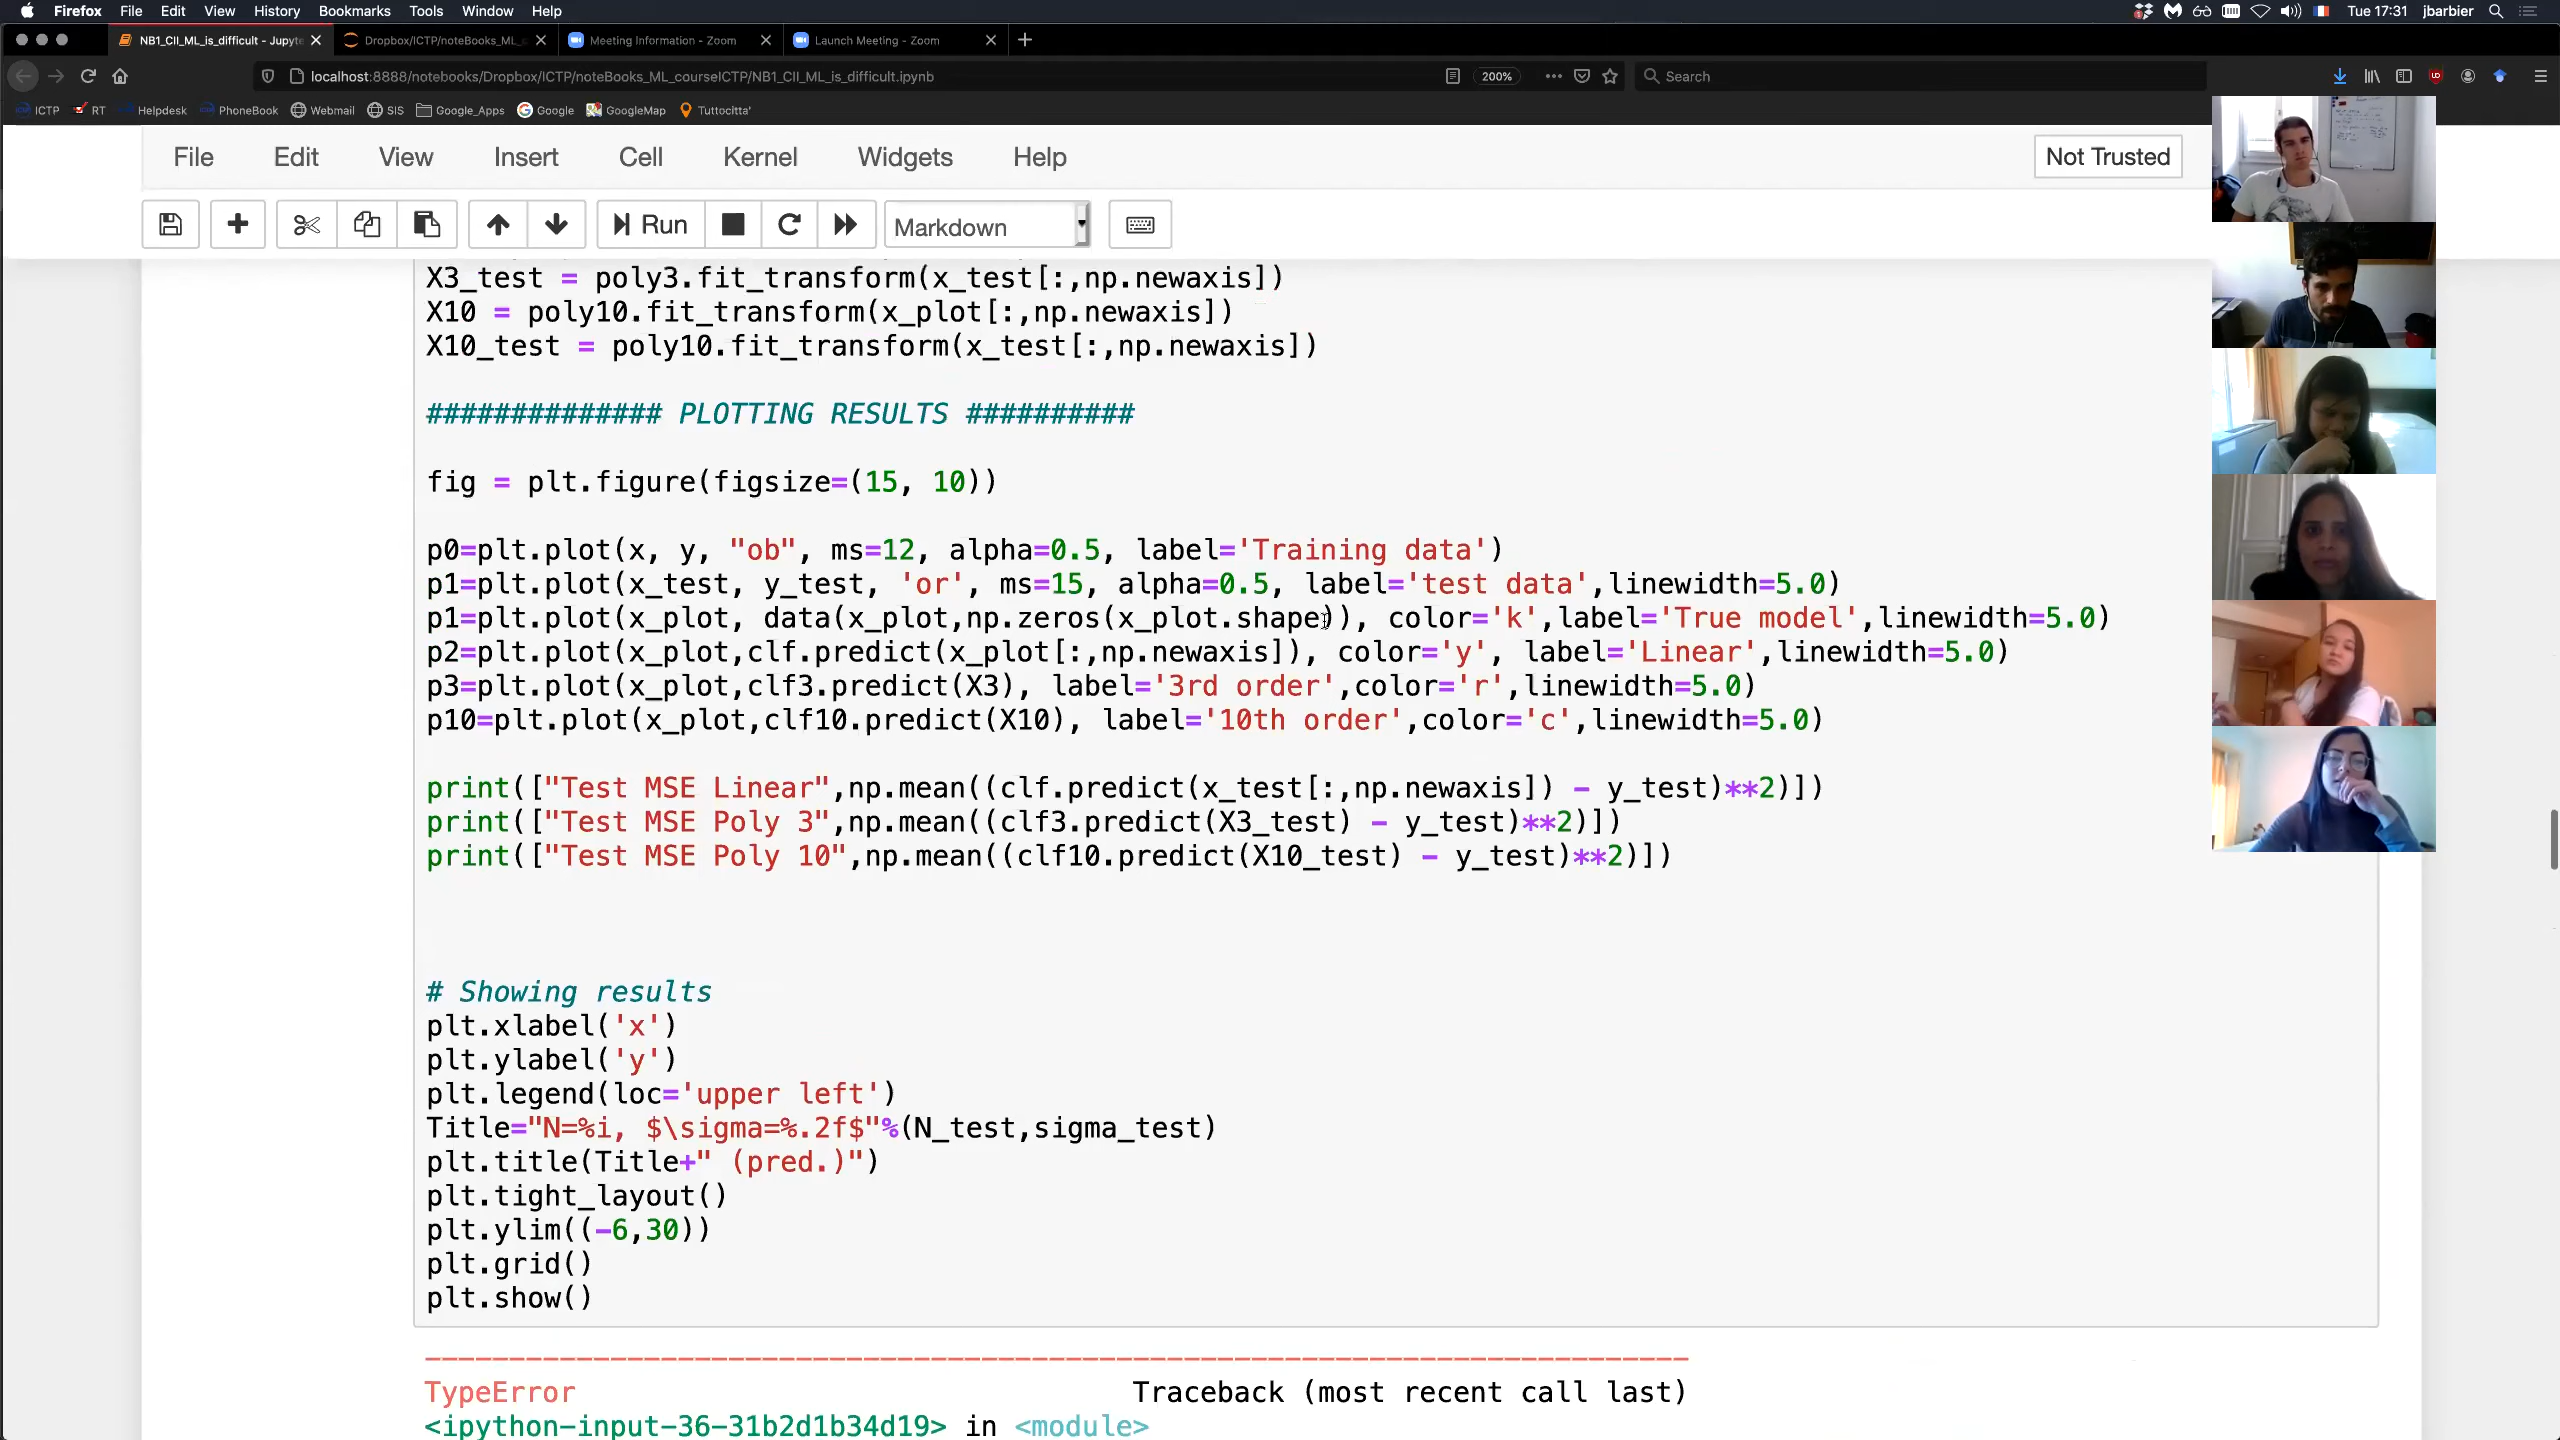 Firefox File Edit View History Bookmarks Tools Window Help
Tue 17:31 jbarbier
NB1_CII_ML_is_difficult - Jupyte
Dropbox/ICTP/noteBooks_ML_c
Meeting Information - Zoom
Launch Meeting - Zoom
localhost:8888/notebooks/Dropbox/ICTP/noteBooks_ML_courseICTP/NB1_CII_ML_is_difficult.ipynb
200%
Search
ICTP RT Helpdesk PhoneBook Webmail SIS Google_Apps Google GoogleMap Tuttocitta'
File Edit View Insert Cell Kernel Widgets Help
Not Trusted
Run
Markdown
X3_test = poly3.fit_transform(x_test[:,np.newaxis])
X10 = poly10.fit_transform(x_plot[:,np.newaxis])
X10_test = poly10.fit_transform(x_test[:,np.newaxis])
############## PLOTTING RESULTS ##########
fig = plt.figure(figsize=(15, 10))
p0=plt.plot(x, y, "ob", ms=12, alpha=0.5, label='Training data')
p1=plt.plot(x_test, y_test, 'or', ms=15, alpha=0.5, label='test data',linewidth=5.0)
p1=plt.plot(x_plot, data(x_plot,np.zeros(x_plot.shape)), color='k',label='True model',linewidth=5.0)
p2=plt.plot(x_plot,clf.predict(x_plot[:,np.newaxis]), color='y', label='Linear',linewidth=5.0)
p3=plt.plot(x_plot,clf3.predict(X3), label='3rd order',color='r',linewidth=5.0)
p10=plt.plot(x_plot,clf10.predict(X10), label='10th order',color='c',linewidth=5.0)
print(["Test MSE Linear",np.mean((clf.predict(x_test[:,np.newaxis]) - y_test)**2)])
print(["Test MSE Poly 3",np.mean((clf3.predict(X3_test) - y_test)**2)])
print(["Test MSE Poly 10",np.mean((clf10.predict(X10_test) - y_test)**2)])
# Showing results
plt.xlabel('x')
plt.ylabel('y')
plt.legend(loc='upper left')
Title="N=%i, $\sigma=%.2f$"%(N_test,sigma_test)
plt.title(Title+" (pred.)")
plt.tight_layout()
plt.ylim((-6,30))
plt.grid()
plt.show()
---------------------------------------------------------------------------
TypeError Traceback (most recent call last)
<ipython-input-36-31b2d1b34d19> in <module>